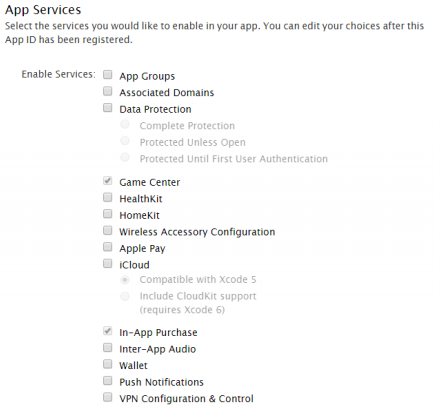 App Services
Select the services you would like to enable in your app. You can edit your choices after this
App ID has been registered.
Enable Services:
App Groups
Associated Domains
Data Protection
Complete Protection
Protected Unless Open
Protected Until First User Authentication
Game Center
HealthKit
HomeKit
Wireless Accessory Configuration
Apple Pay
iCloud
Compatible with Xcode 5
Include CloudKit support
(requires Xcode 6)
In-App Purchase
Inter-App Audio
Wallet
Push Notifications
VPN Configuration & Control